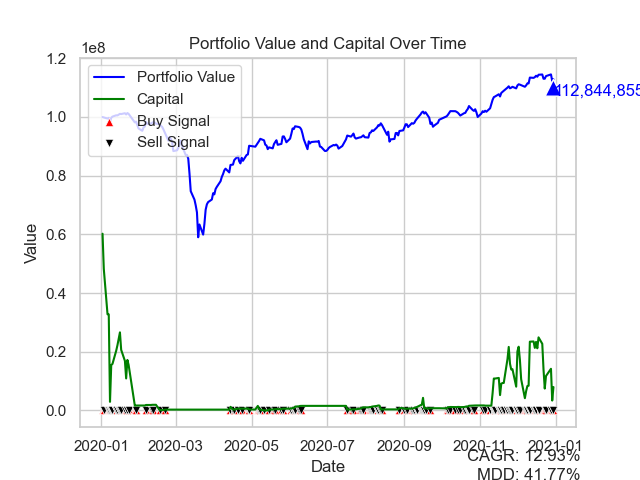 Portfolio Value and Capital Over Time
1e8
1.2
1.0
0.8
0.6
0.4
0.2
0.0
Value
Portfolio Value
Capital
Buy Signal
Sell Signal
112,844,855
2020-01
2020-03
2020-05
2020-07
2020-09
2020-11
2021-01
Date
CAGR: 12.93%
MDD: 41.77%